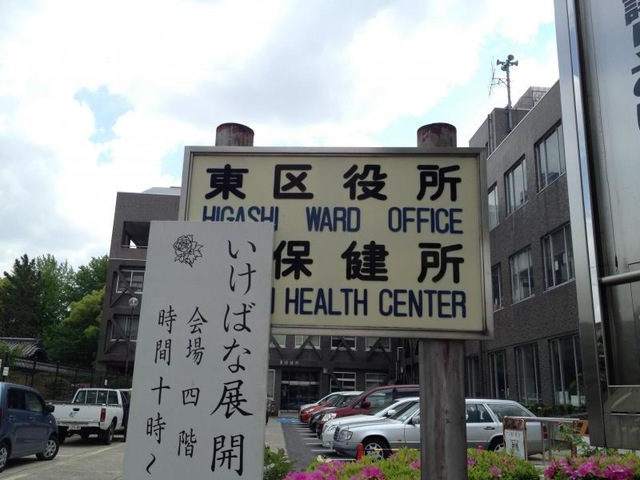 東区役所
HIGASHI WARD OFFICE
保健所
HEALTH CENTER
いけばな展開
会場 四階
時間 十時~